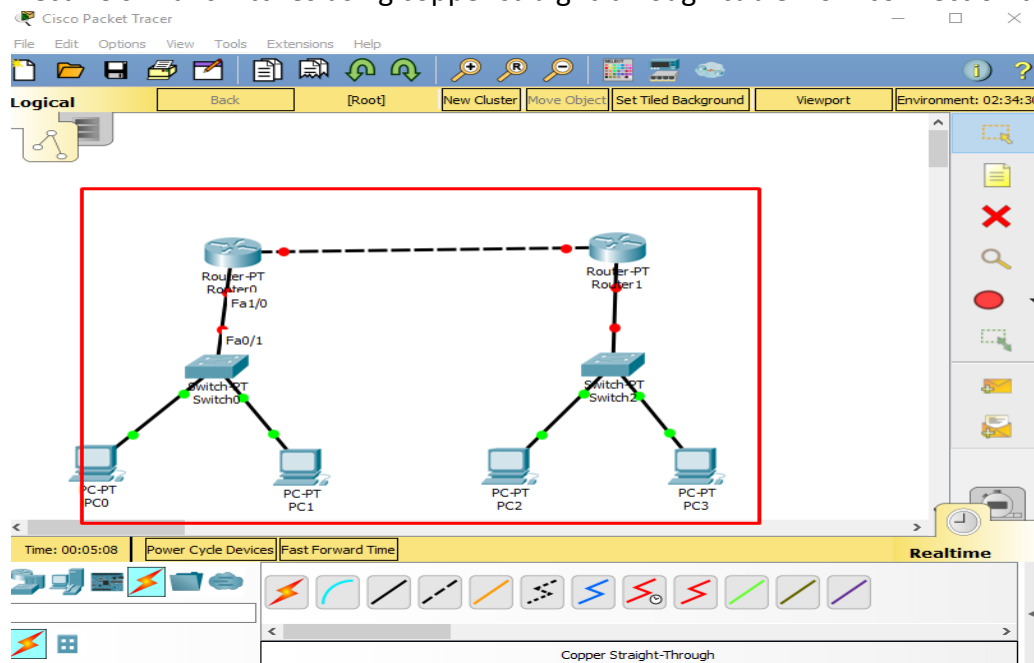 Cisco Packet Tracer
File Edit Options View Tools Extensions Help
Logical Back [Root] New Cluster Move Object Set Tiled Background Viewport Environment: 02:34:30
Router-PT
Router0
Fa1/0
Fa0/1
Switch-PT
Switch0
PC-PT
PC0
PC-PT
PC1
Router-PT
Router1
Switch-PT
Switch2
PC-PT
PC2
PC-PT
PC3
Time: 00:05:08 Power Cycle Devices Fast Forward Time Realtime
Copper Straight-Through